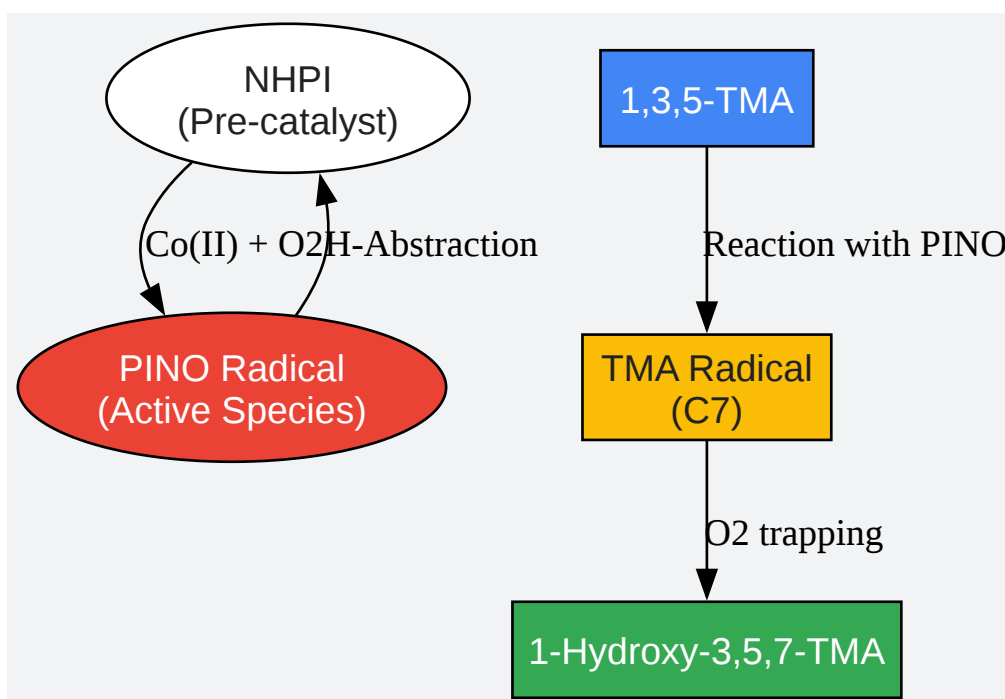 NHPI
(Pre-catalyst)
1,3,5-TMA
Co(II) + O2
H-Abstraction
Reaction with PINO
PINO Radical
(Active Species)
TMA Radical
(C7)
O2 trapping
1-Hydroxy-3,5,7-TMA